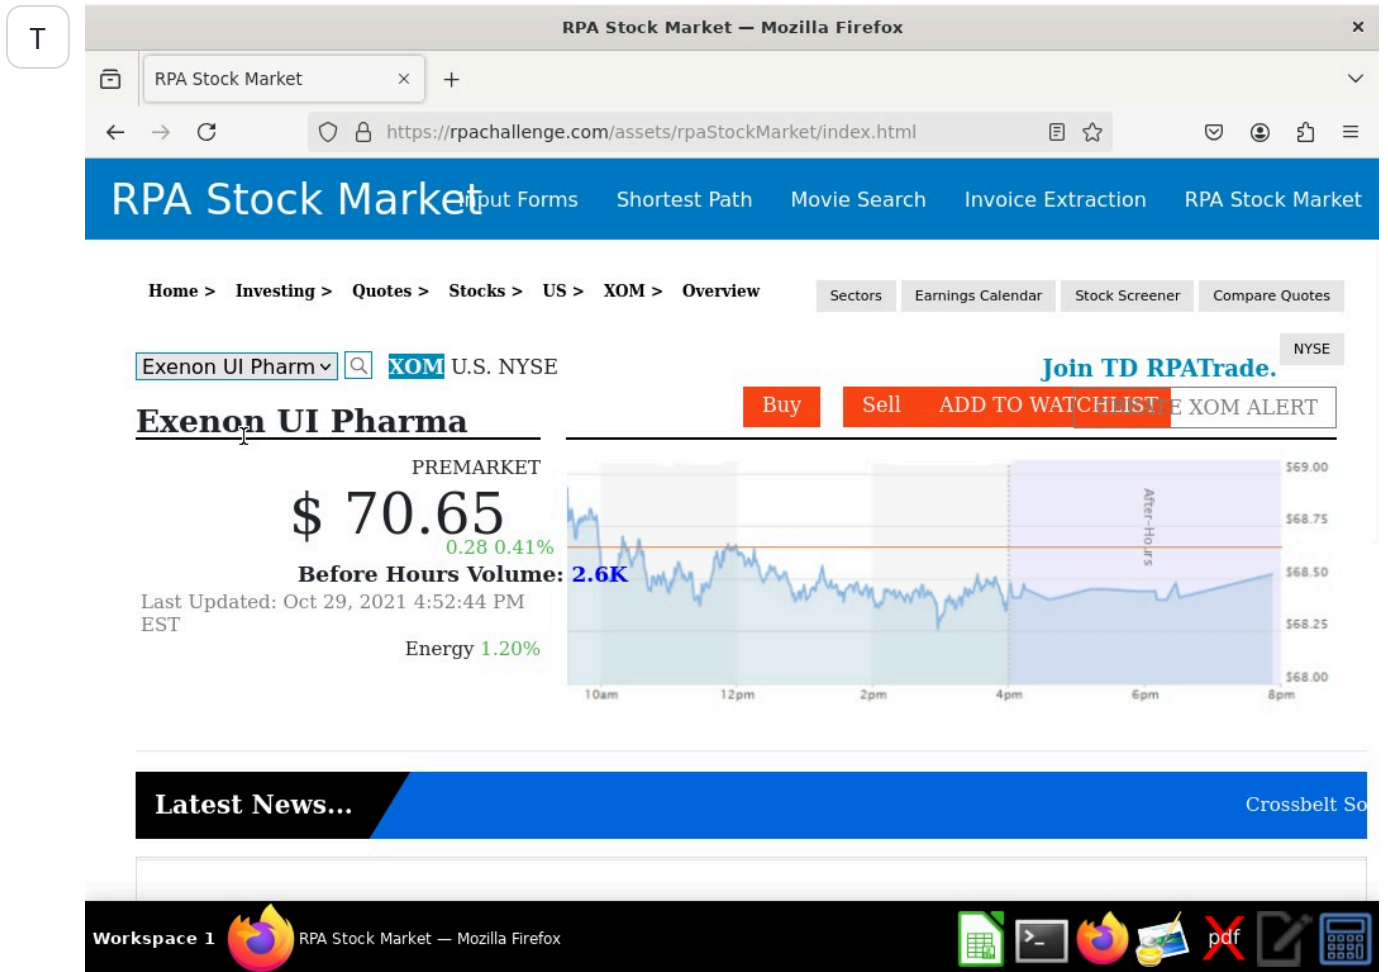 T
RPA Stock Market — Mozilla Firefox
RPA Stock Market
https://rpachallenge.com/assets/rpaStockMarket/index.html
RPA Stock Market
Input Forms Shortest Path Movie Search Invoice Extraction RPA Stock Market
Home > Investing > Quotes > Stocks > US > XOM > Overview
Sectors Earnings Calendar Stock Screener Compare Quotes
NYSE
Exenon UI Pharm XOM U.S. NYSE
Join TD RPATrade.
Buy Sell ADD TO WATCHLIST CREATE XOM ALERT
Exenon UI Pharma
PREMARKET
$ 70.65
0.28 0.41%
Before Hours Volume: 2.6K
Last Updated: Oct 29, 2021 4:52:44 PM
EST
Energy 1.20%
$69.00
$68.75
$68.50
$68.25
$68.00
After-Hours
10am 12pm 2pm 4pm 6pm 8pm
Latest News...
Crossbelt So
Workspace 1 RPA Stock Market — Mozilla Firefox
pdf